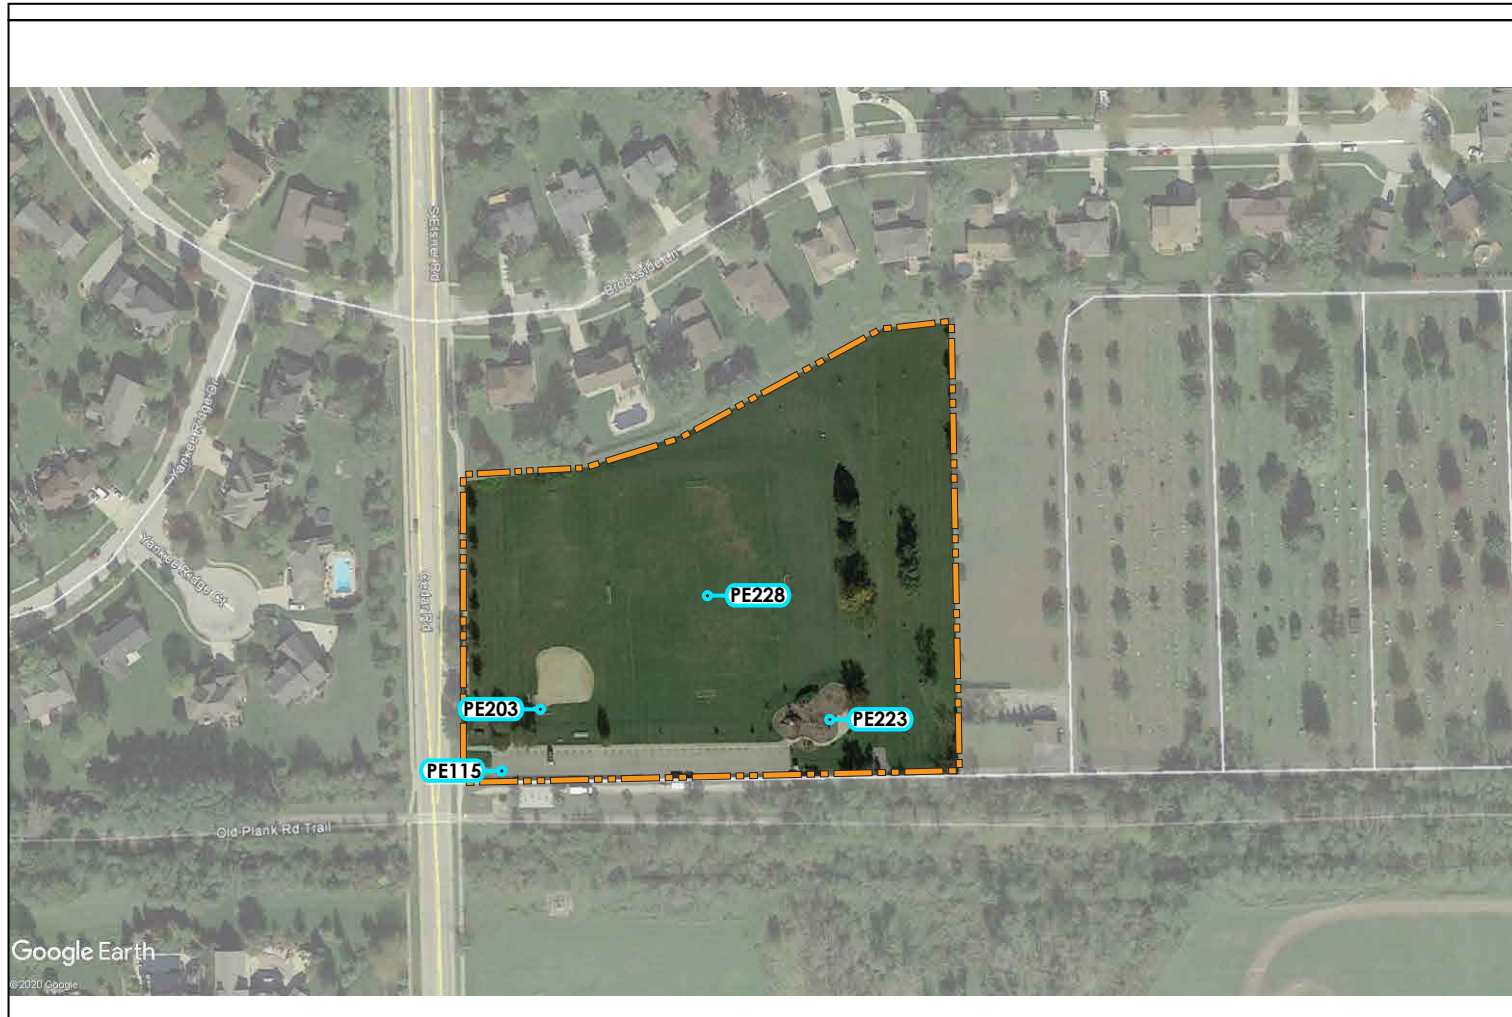 S Elsner Rd
Brookside Ln
Yankee Ridge Dr
Yankee Ridge Ct
Cedar Rd
PE228
PE203
PE223
PE115
Old Plank Rd Trail
Google Earth
©2020 Google